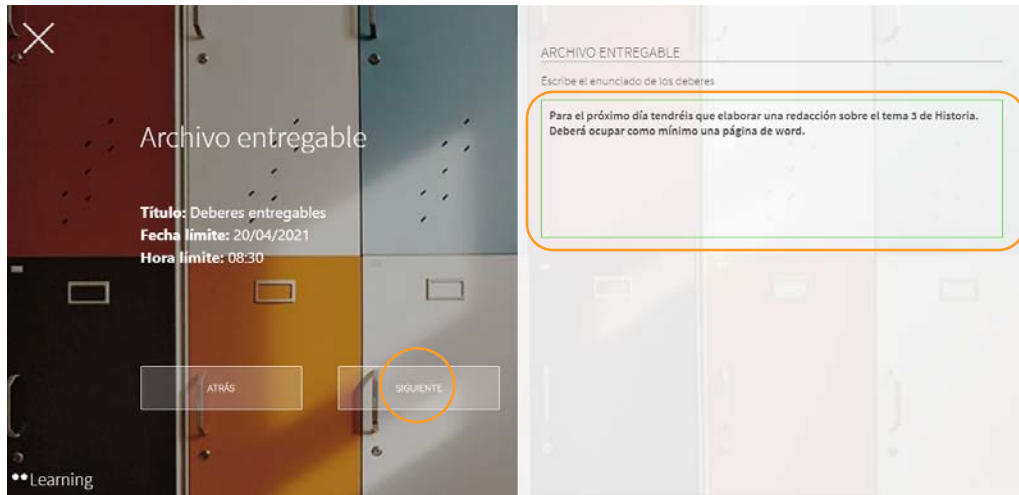 Archivo entregable
Título: Deberes entregables
Fecha límite: 20/04/2021
Hora límite: 08:30
ATRÁS
SIGUIENTE
••Learning
ARCHIVO ENTREGABLE
Escribe el enunciado de los deberes
Para el próximo día tendréis que elaborar una redacción sobre el tema 3 de Historia.
Deberá ocupar como mínimo una página de word.